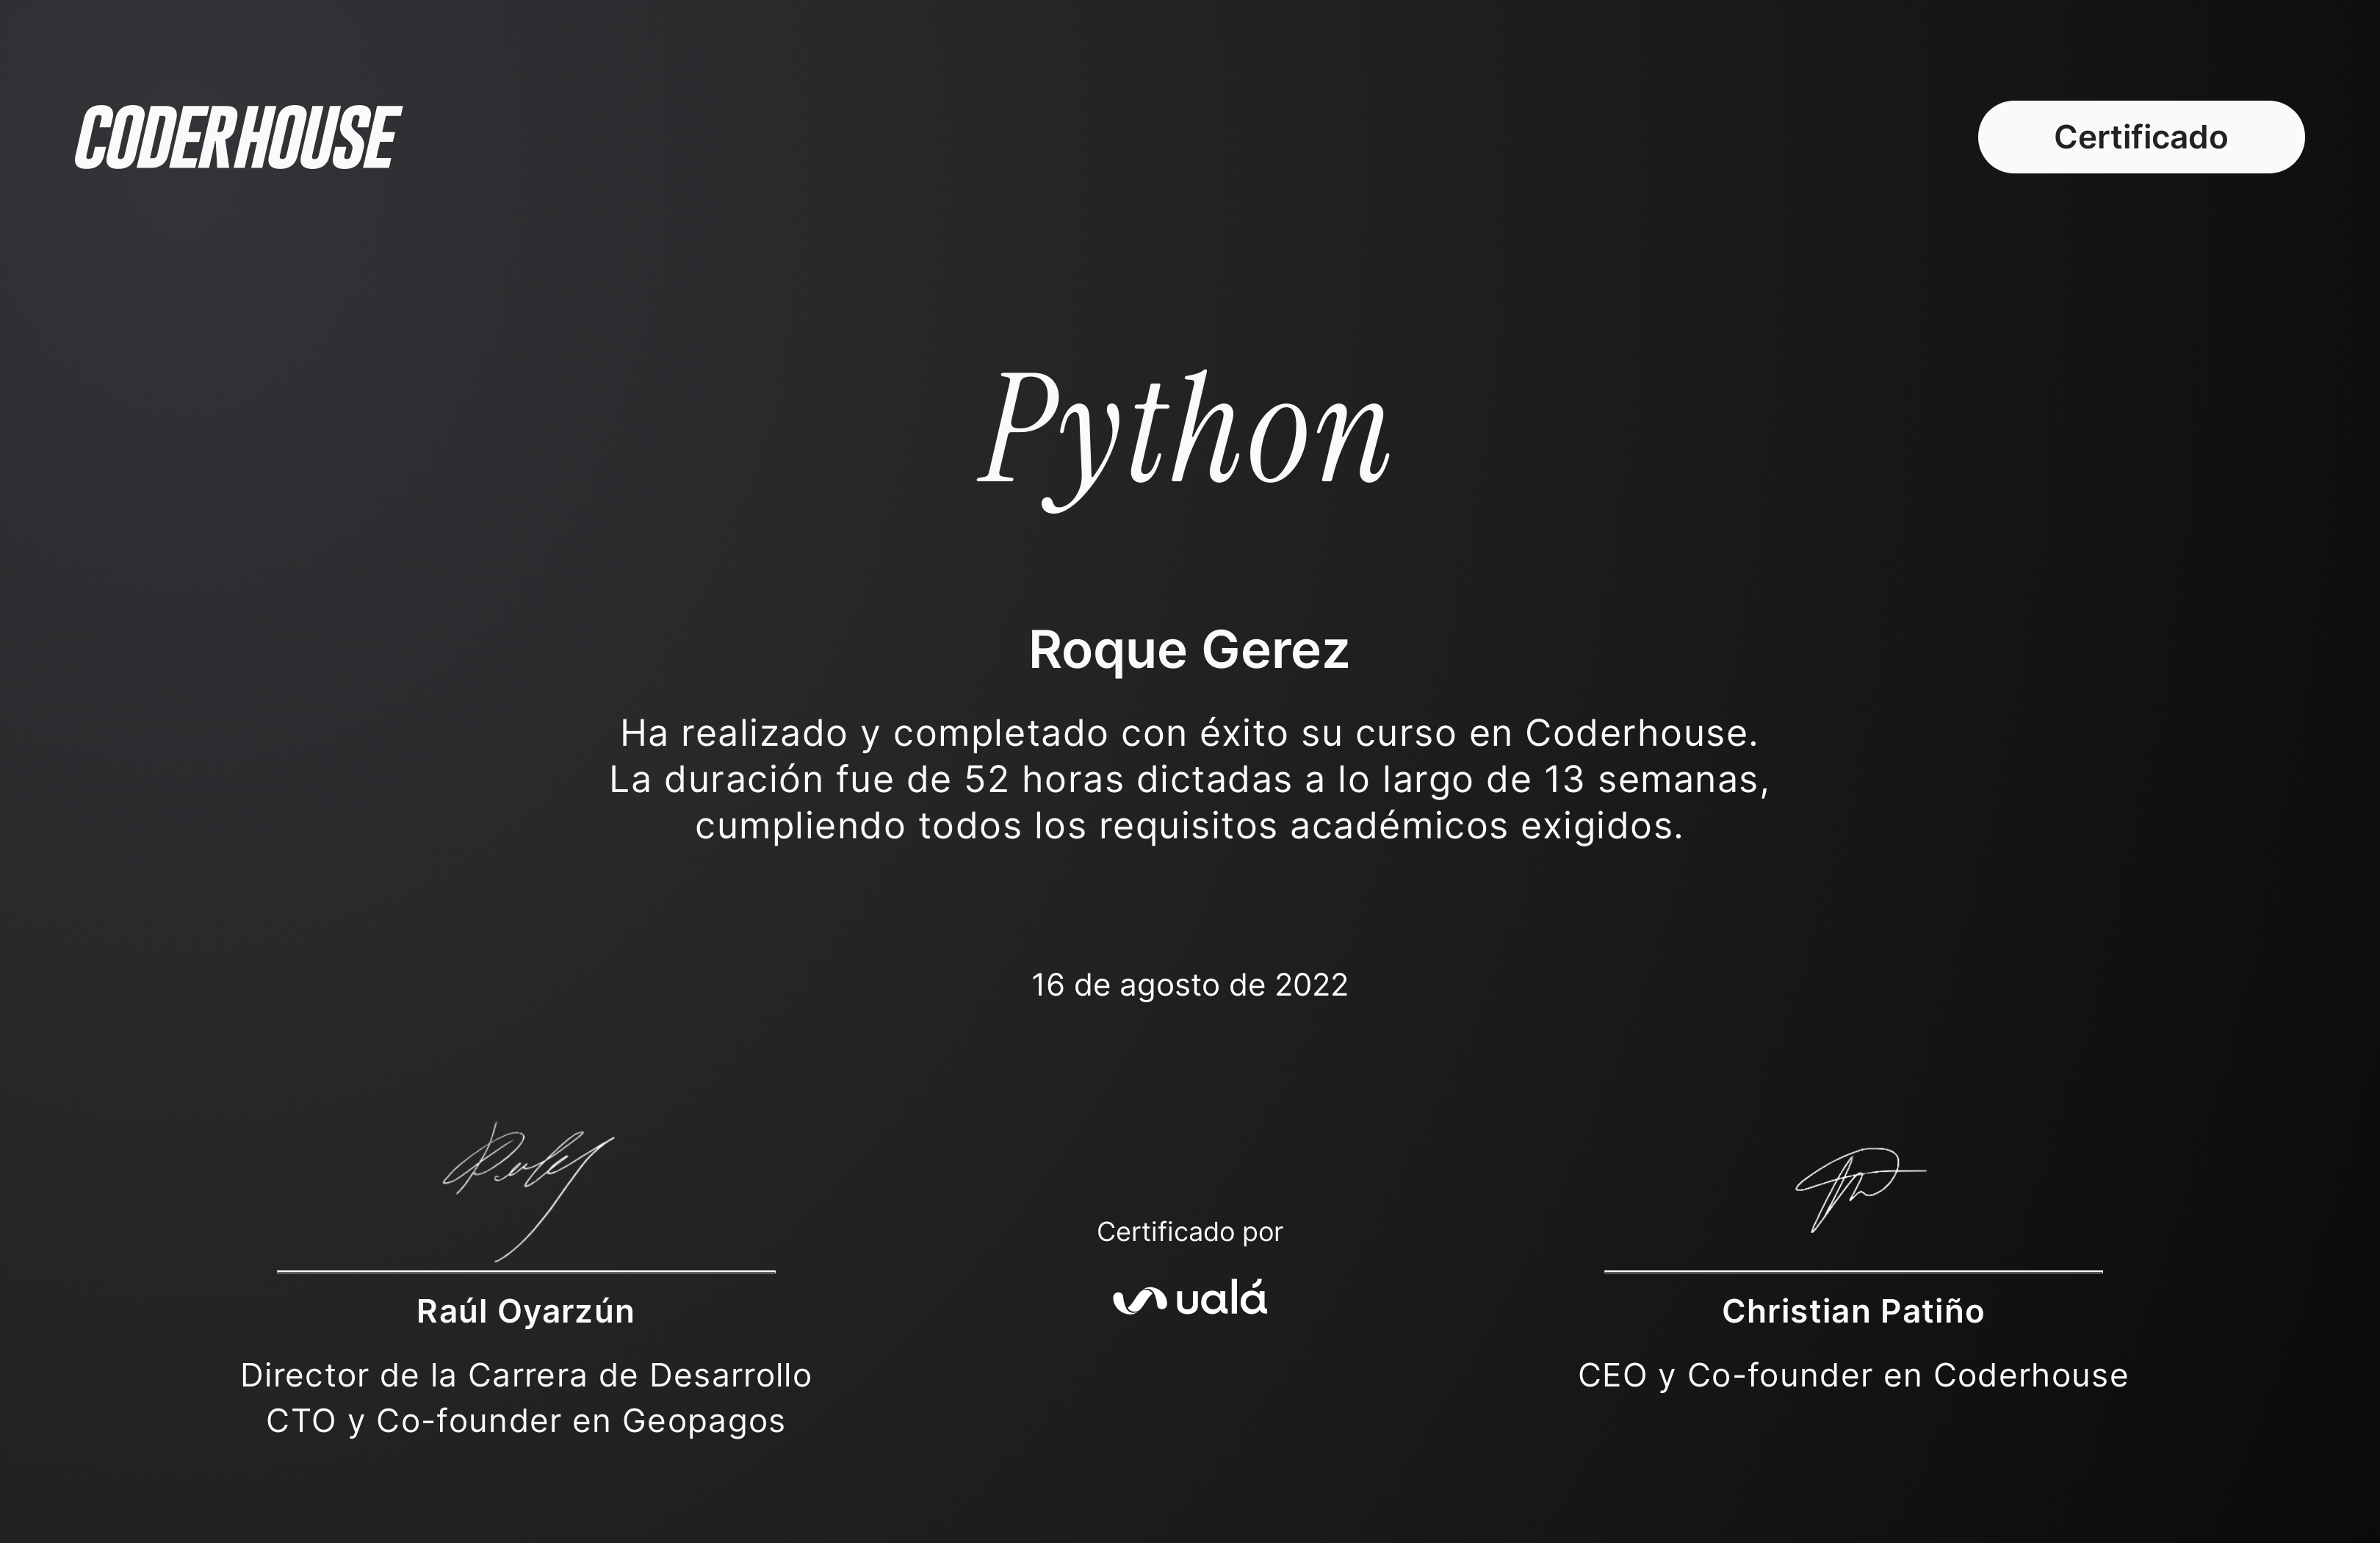 CODERHOUSE
Certificado
Python
Roque Gerez
Ha realizado y completado con éxito su curso en Coderhouse.
La duración fue de 52 horas dictadas a lo largo de 13 semanas,
cumpliendo todos los requisitos académicos exigidos.
16 de agosto de 2022
Certificado por
ualá
Raúl Oyarzún
Director de la Carrera de Desarrollo
CTO y Co-founder en Geopagos
Christian Patiño
CEO y Co-founder en Coderhouse